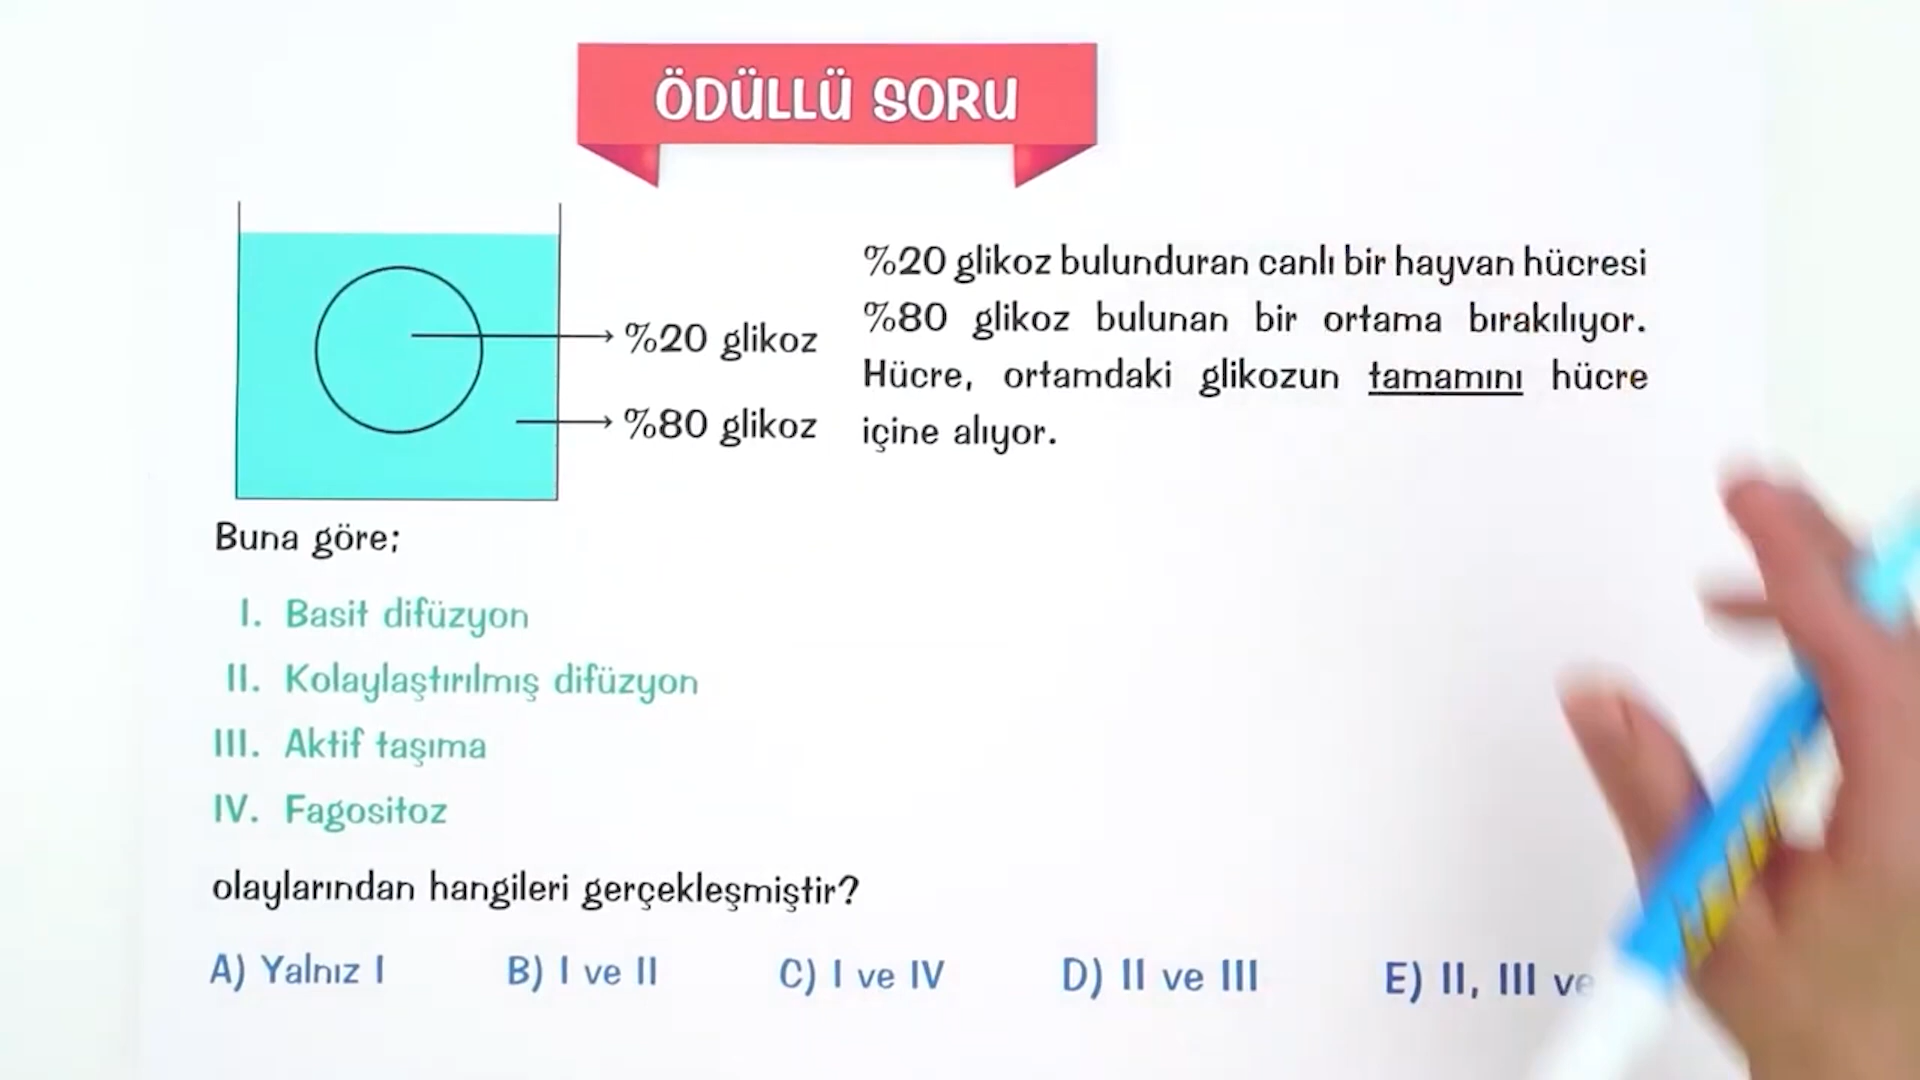 ÖDÜLLÜ SORU
%20 glikoz
%80 glikoz
%20 glikoz bulunduran canlı bir hayvan hücresi
%80 glikoz bulunan bir ortama bırakılıyor.
Hücre, ortamdaki glikozun tamamını hücre
içine alıyor.
Buna göre;
I. Basit difüzyon
II. Kolaylaştırılmış difüzyon
III. Aktif taşıma
IV. Fagositoz
olaylarından hangileri gerçekleşmiştir?
A) Yalnız I
B) I ve II
C) I ve IV
D) II ve III
E) II, III ve